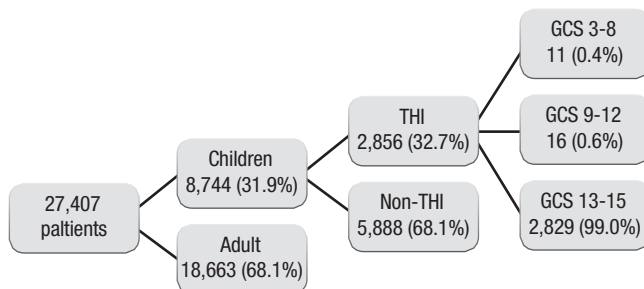 27,407
paltients
Children
8,744 (31.9%)
Adult
18,663 (68.1%)
THI
2,856 (32.7%)
Non-THI
5,888 (68.1%)
GCS 3-8
11 (0.4%)
GCS 9-12
16 (0.6%)
GCS 13-15
2,829 (99.0%)